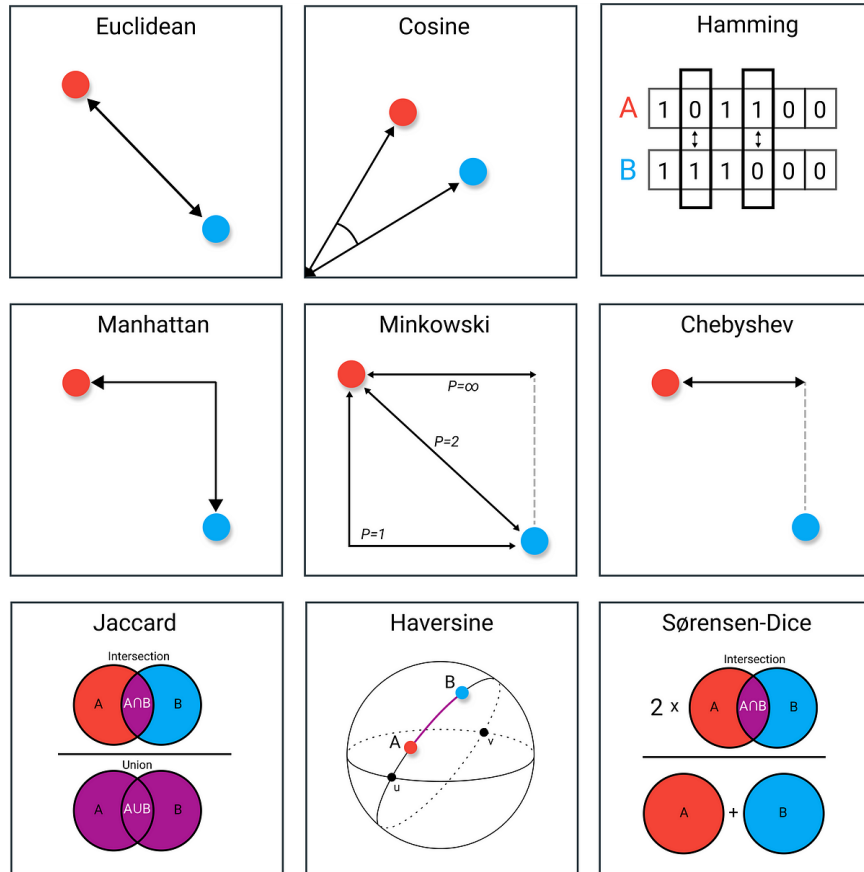 Euclidean
Cosine
Hamming
A 1 0 1 1 0 0
B 1 1 1 0 0 0
Manhattan
Minkowski
P=∞
P=2
P=1
Chebyshev
Jaccard
Intersection
A A∩B B
Union
A A∪B B
Haversine
B
A
v
u
Sørensen-Dice
Intersection
2 x A A∩B B
A + B